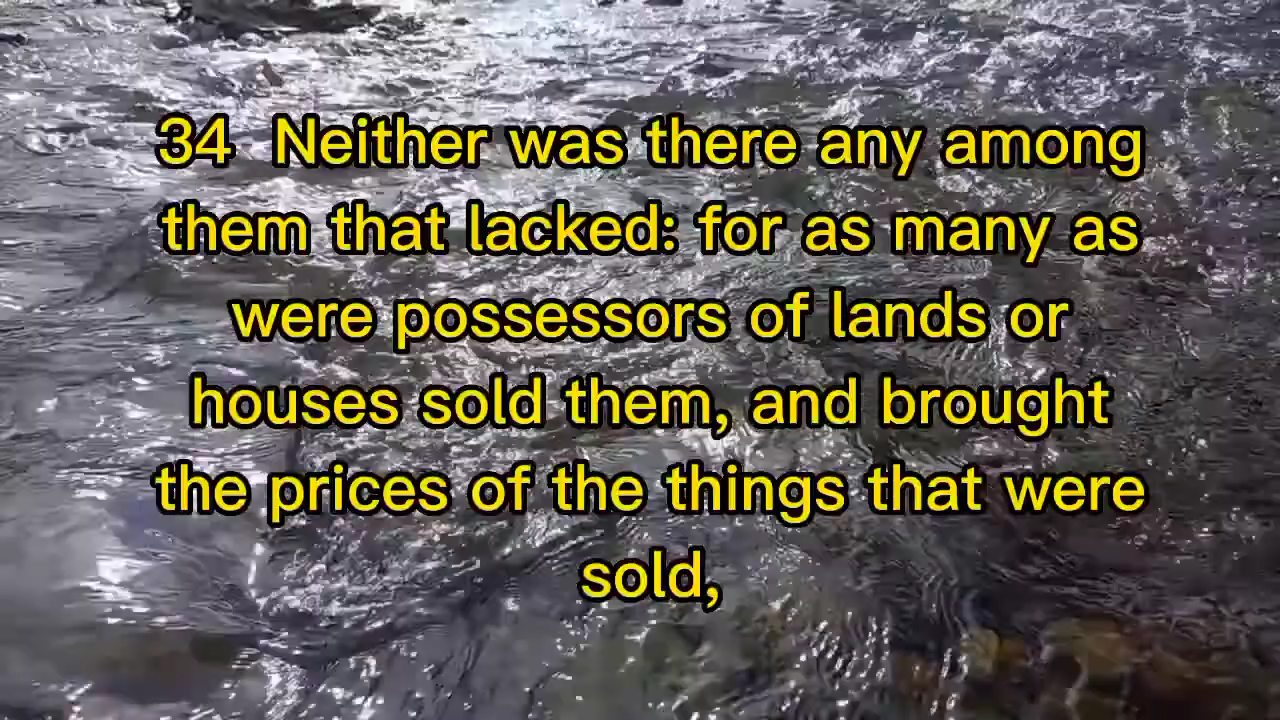 34 Neither was there any among
them that lacked: for as many as
were possessors of lands or
houses sold them, and brought
the prices of the things that were
sold,